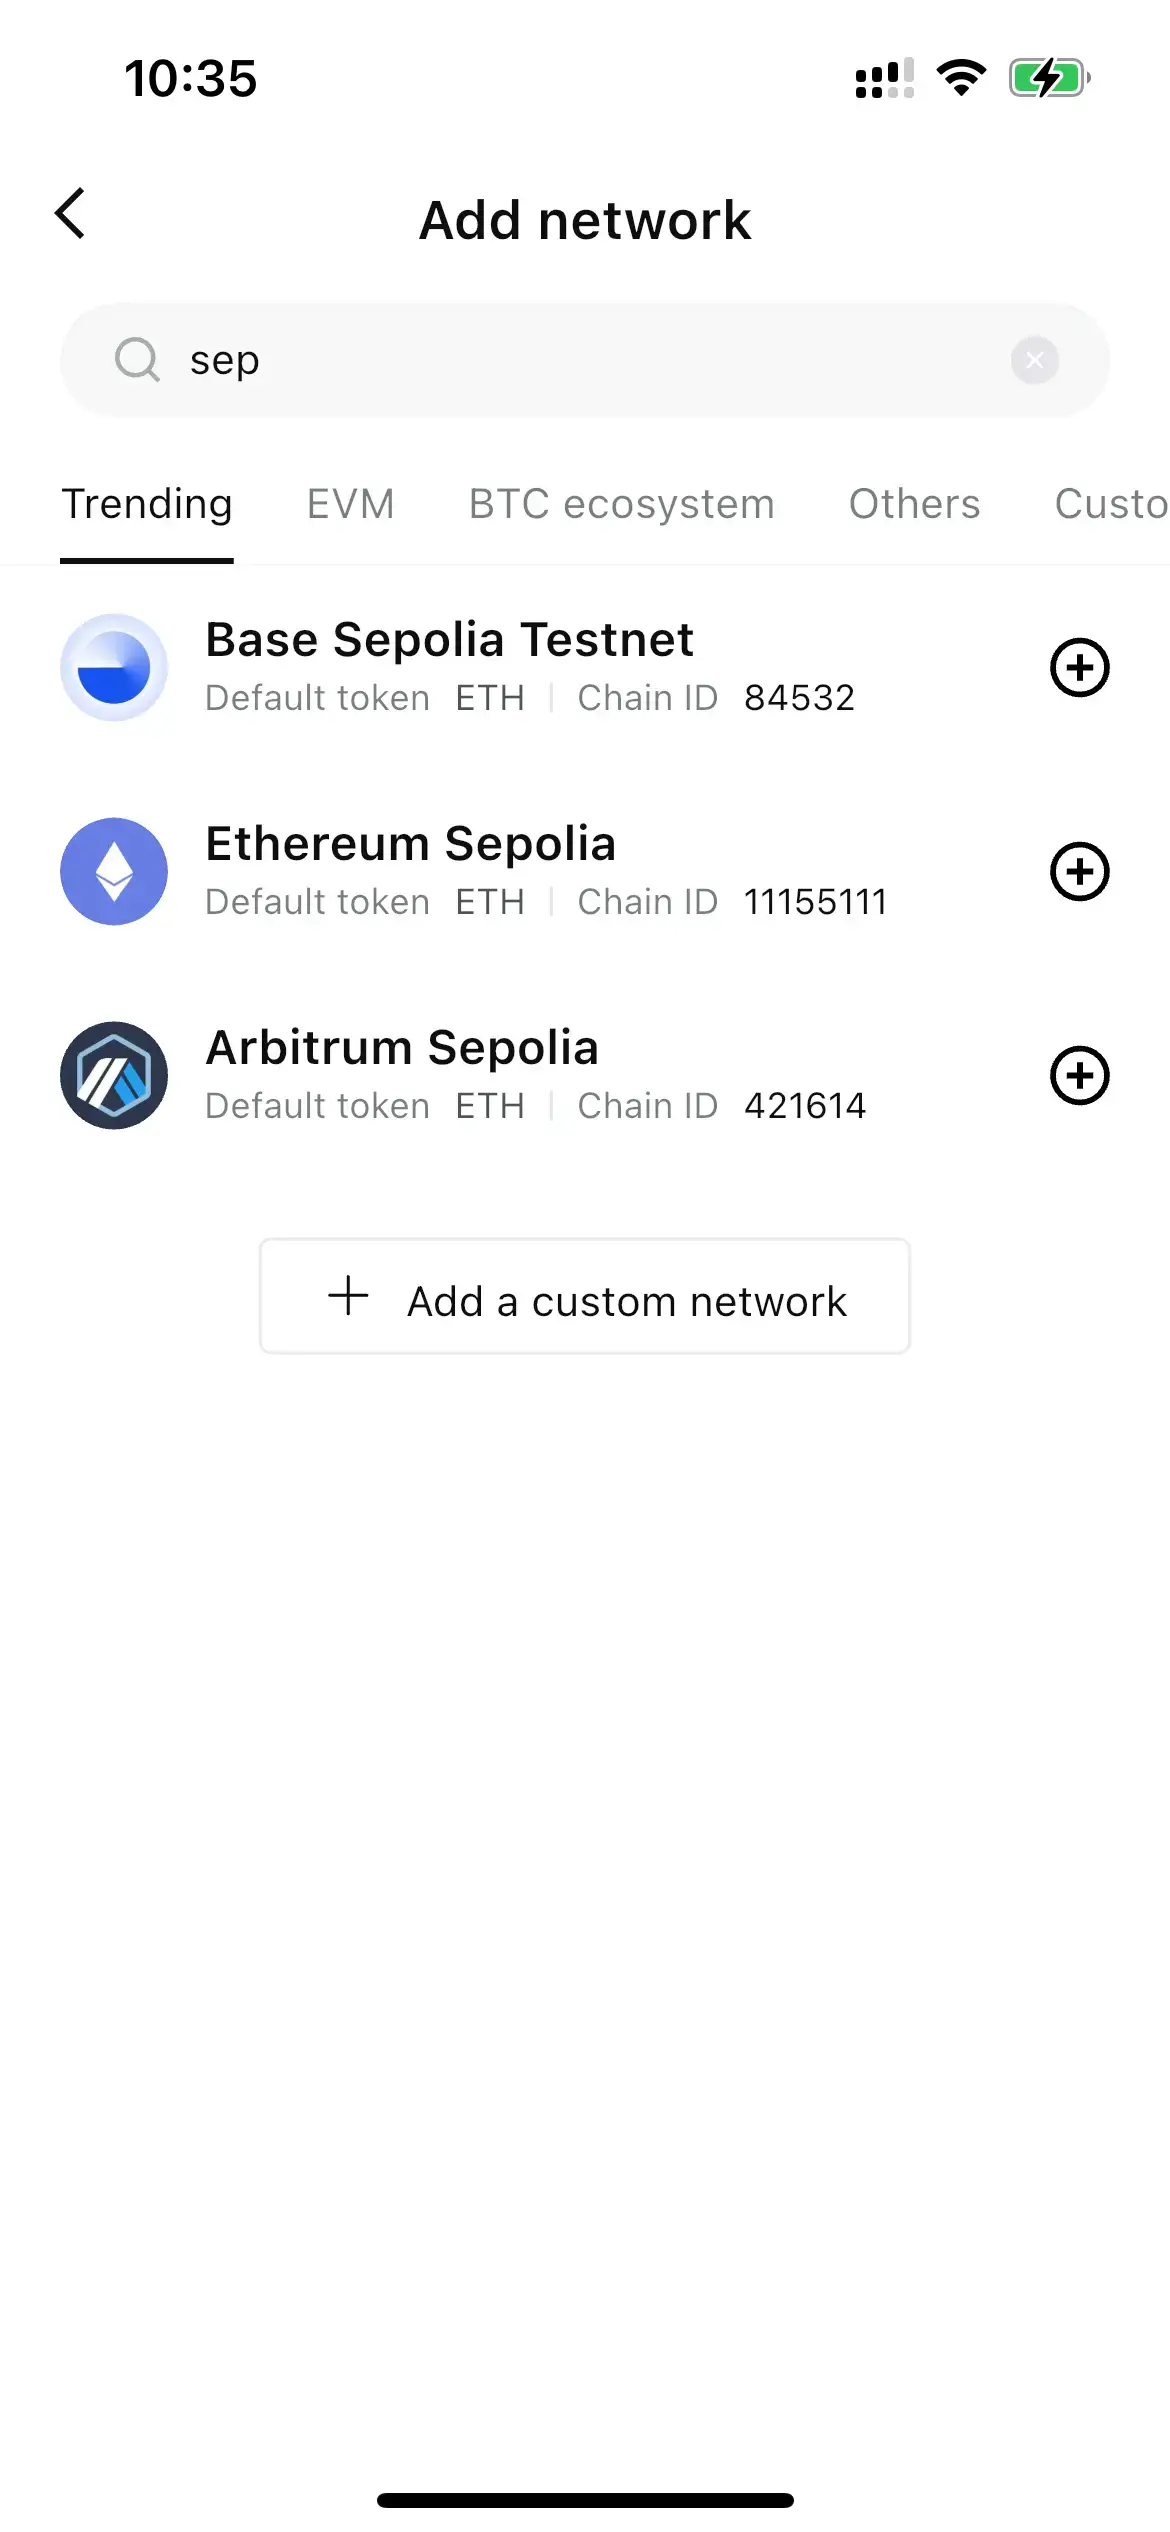 10:35
Add network
sep
Trending EVM BTC ecosystem Others Custo
Base Sepolia Testnet
Default token ETH | Chain ID 84532
Ethereum Sepolia
Default token ETH | Chain ID 11155111
Arbitrum Sepolia
Default token ETH | Chain ID 421614
+ Add a custom network